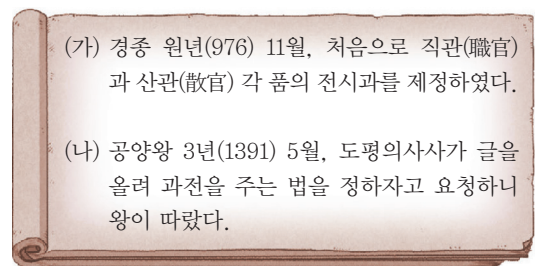 (가) 경종 원년(976) 11월, 처음으로 직관(職官)
과 산관(散官) 각 품의 전시과를 제정하였다.
(나) 공양왕 3년(1391) 5월, 도평의사사가 글을
올려 과전을 주는 법을 정하자고 요청하니
왕이 따랐다.